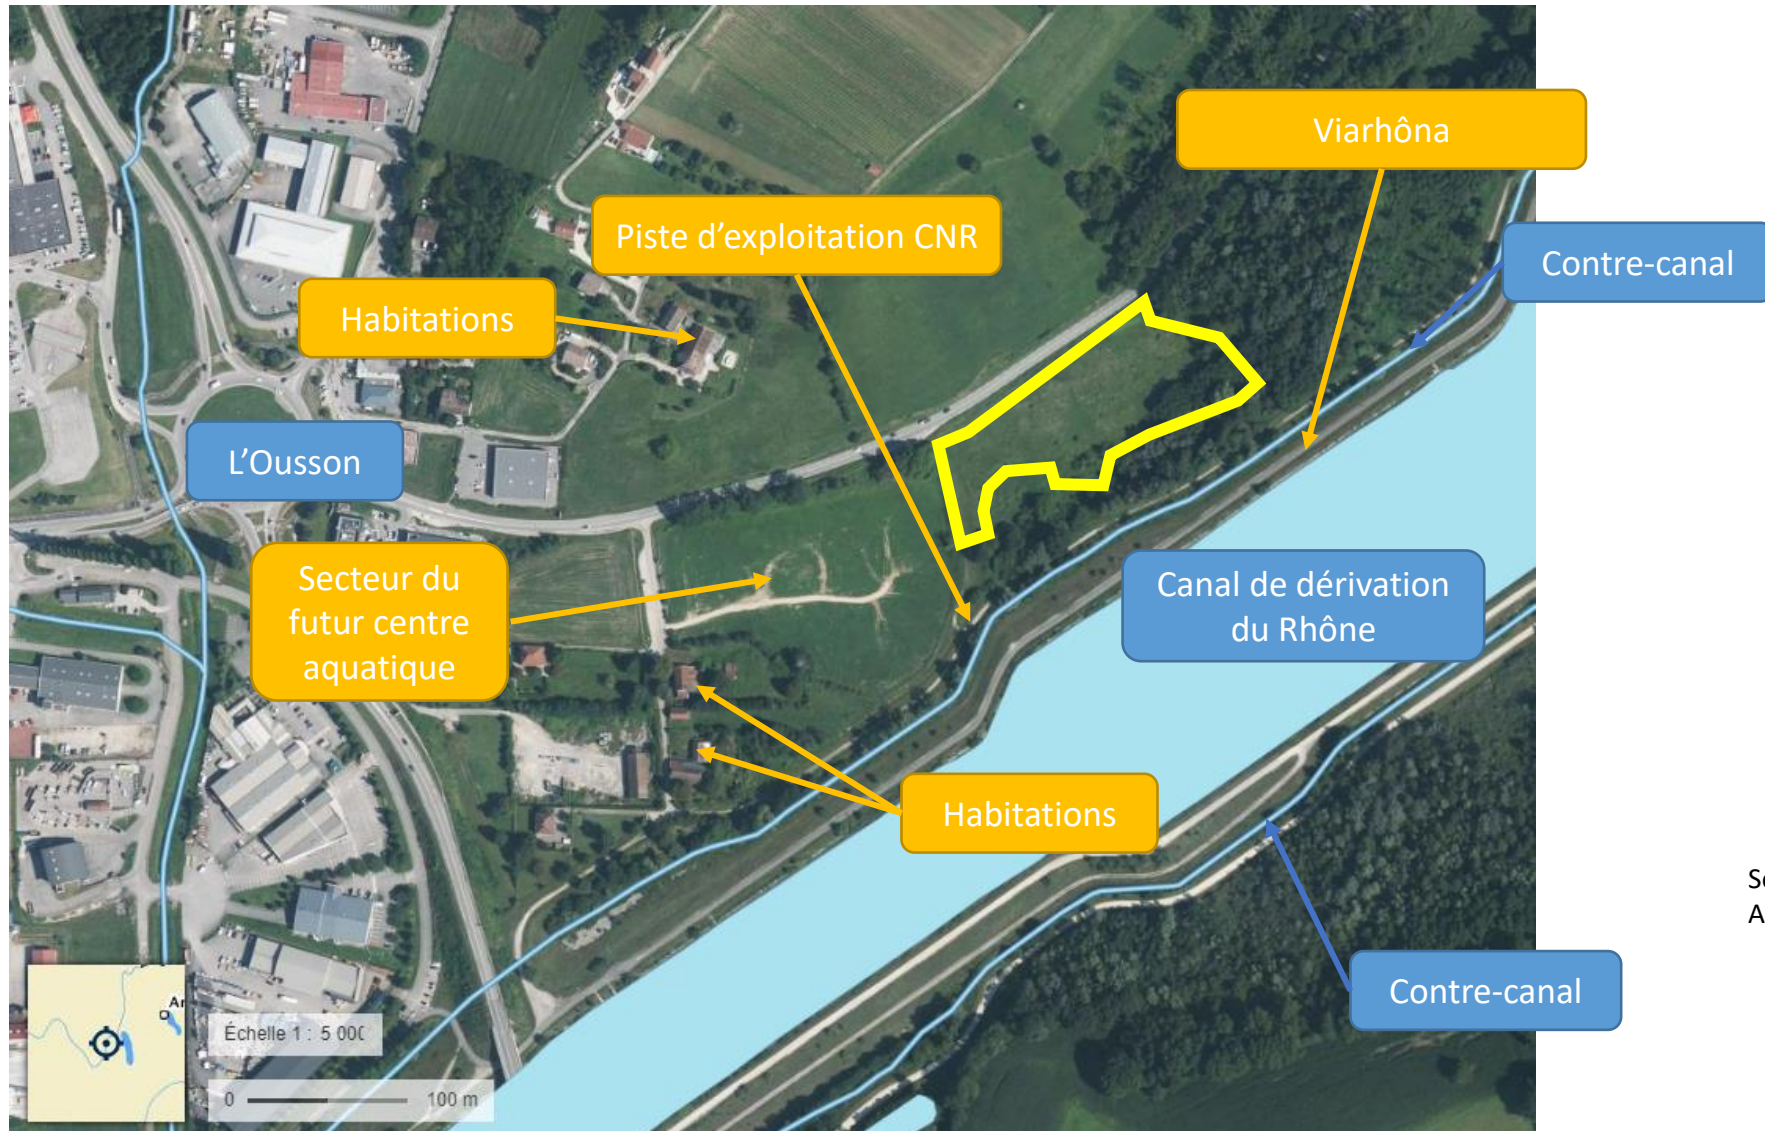 Viarhôna
Piste d’exploitation CNR
Contre-canal
Habitations
L’Ousson
Secteur du
futur centre
aquatique
Canal de dérivation
du Rhône
Habitations
Contre-canal
Échelle 1 : 5 000
0
100 m